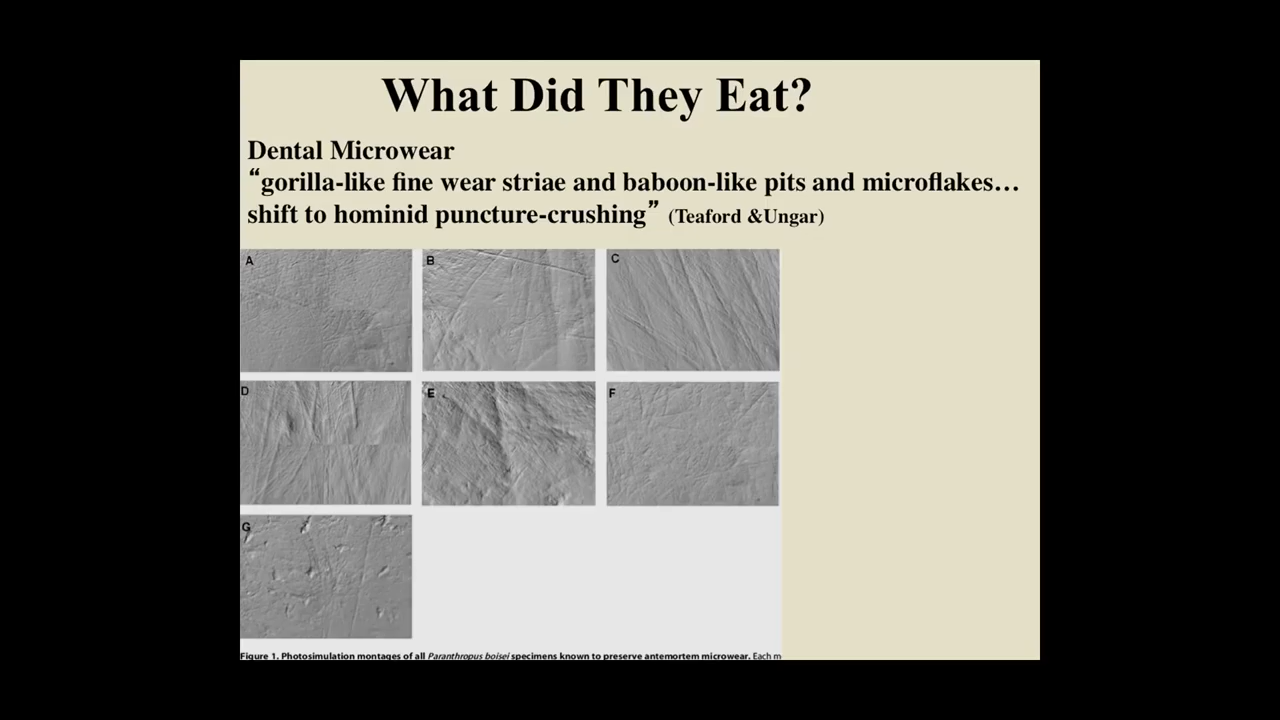 What Did They Eat?
Dental Microwear
“gorilla-like fine wear striae and baboon-like pits and microflakes…
shift to hominid puncture-crushing” (Teaford &Ungar)
A
B
C
D
E
F
G
Figure 1. Photosimulation montages of all Paranthropus boisei specimens known to preserve antemortem microwear. Each m